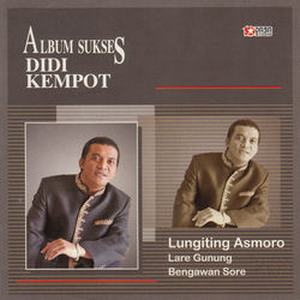 ALBUM SUKSES
DIDI
KEMPOT
Lungiting Asmoro
Lare Gunung
Bengawan Sore